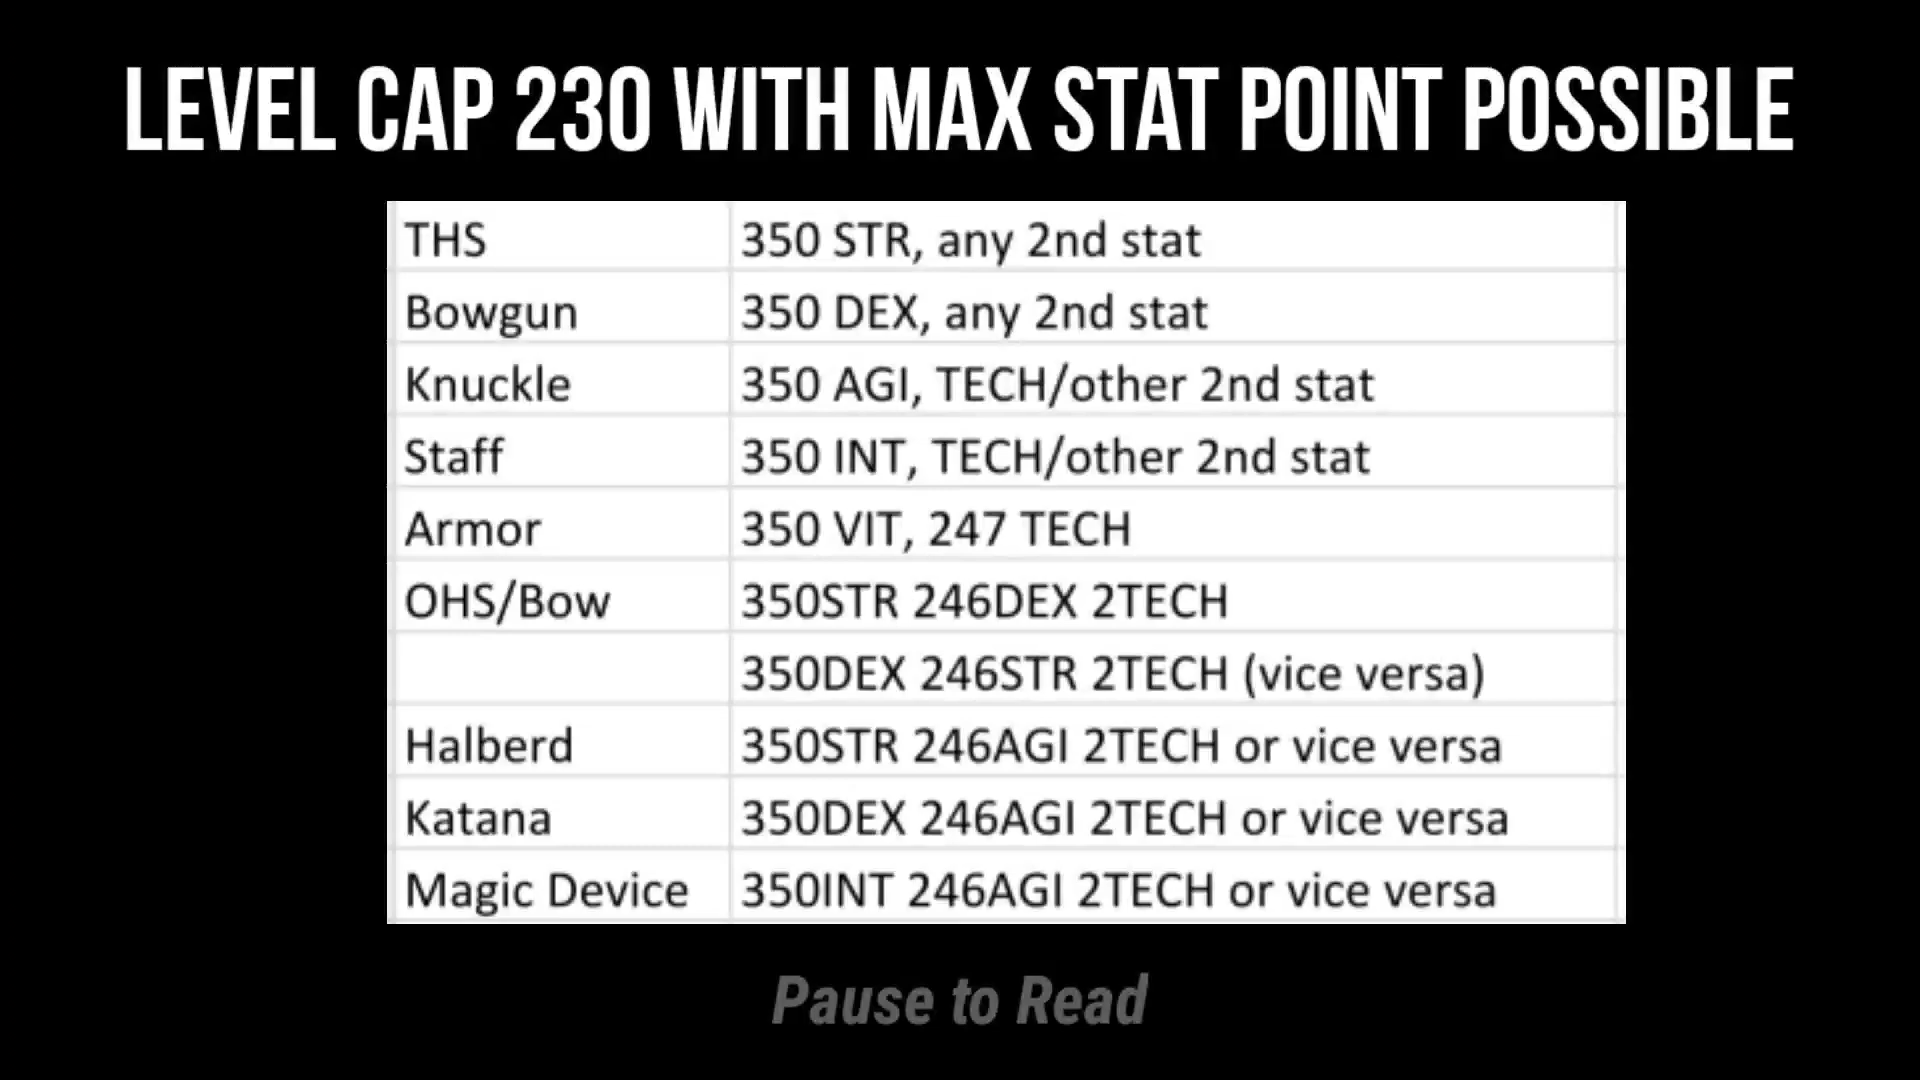 LEVEL CAP 230 WITH MAX STAT POINT POSSIBLE
THS 350 STR, any 2nd stat
Bowgun 350 DEX, any 2nd stat
Knuckle 350 AGI, TECH/other 2nd stat
Staff 350 INT, TECH/other 2nd stat
Armor 350 VIT, 247 TECH
OHS/Bow 350STR 246DEX 2TECH
350DEX 246STR 2TECH (vice versa)
Halberd 350STR 246AGI 2TECH or vice versa
Katana 350DEX 246AGI 2TECH or vice versa
Magic Device 350INT 246AGI 2TECH or vice versa
Pause to Read